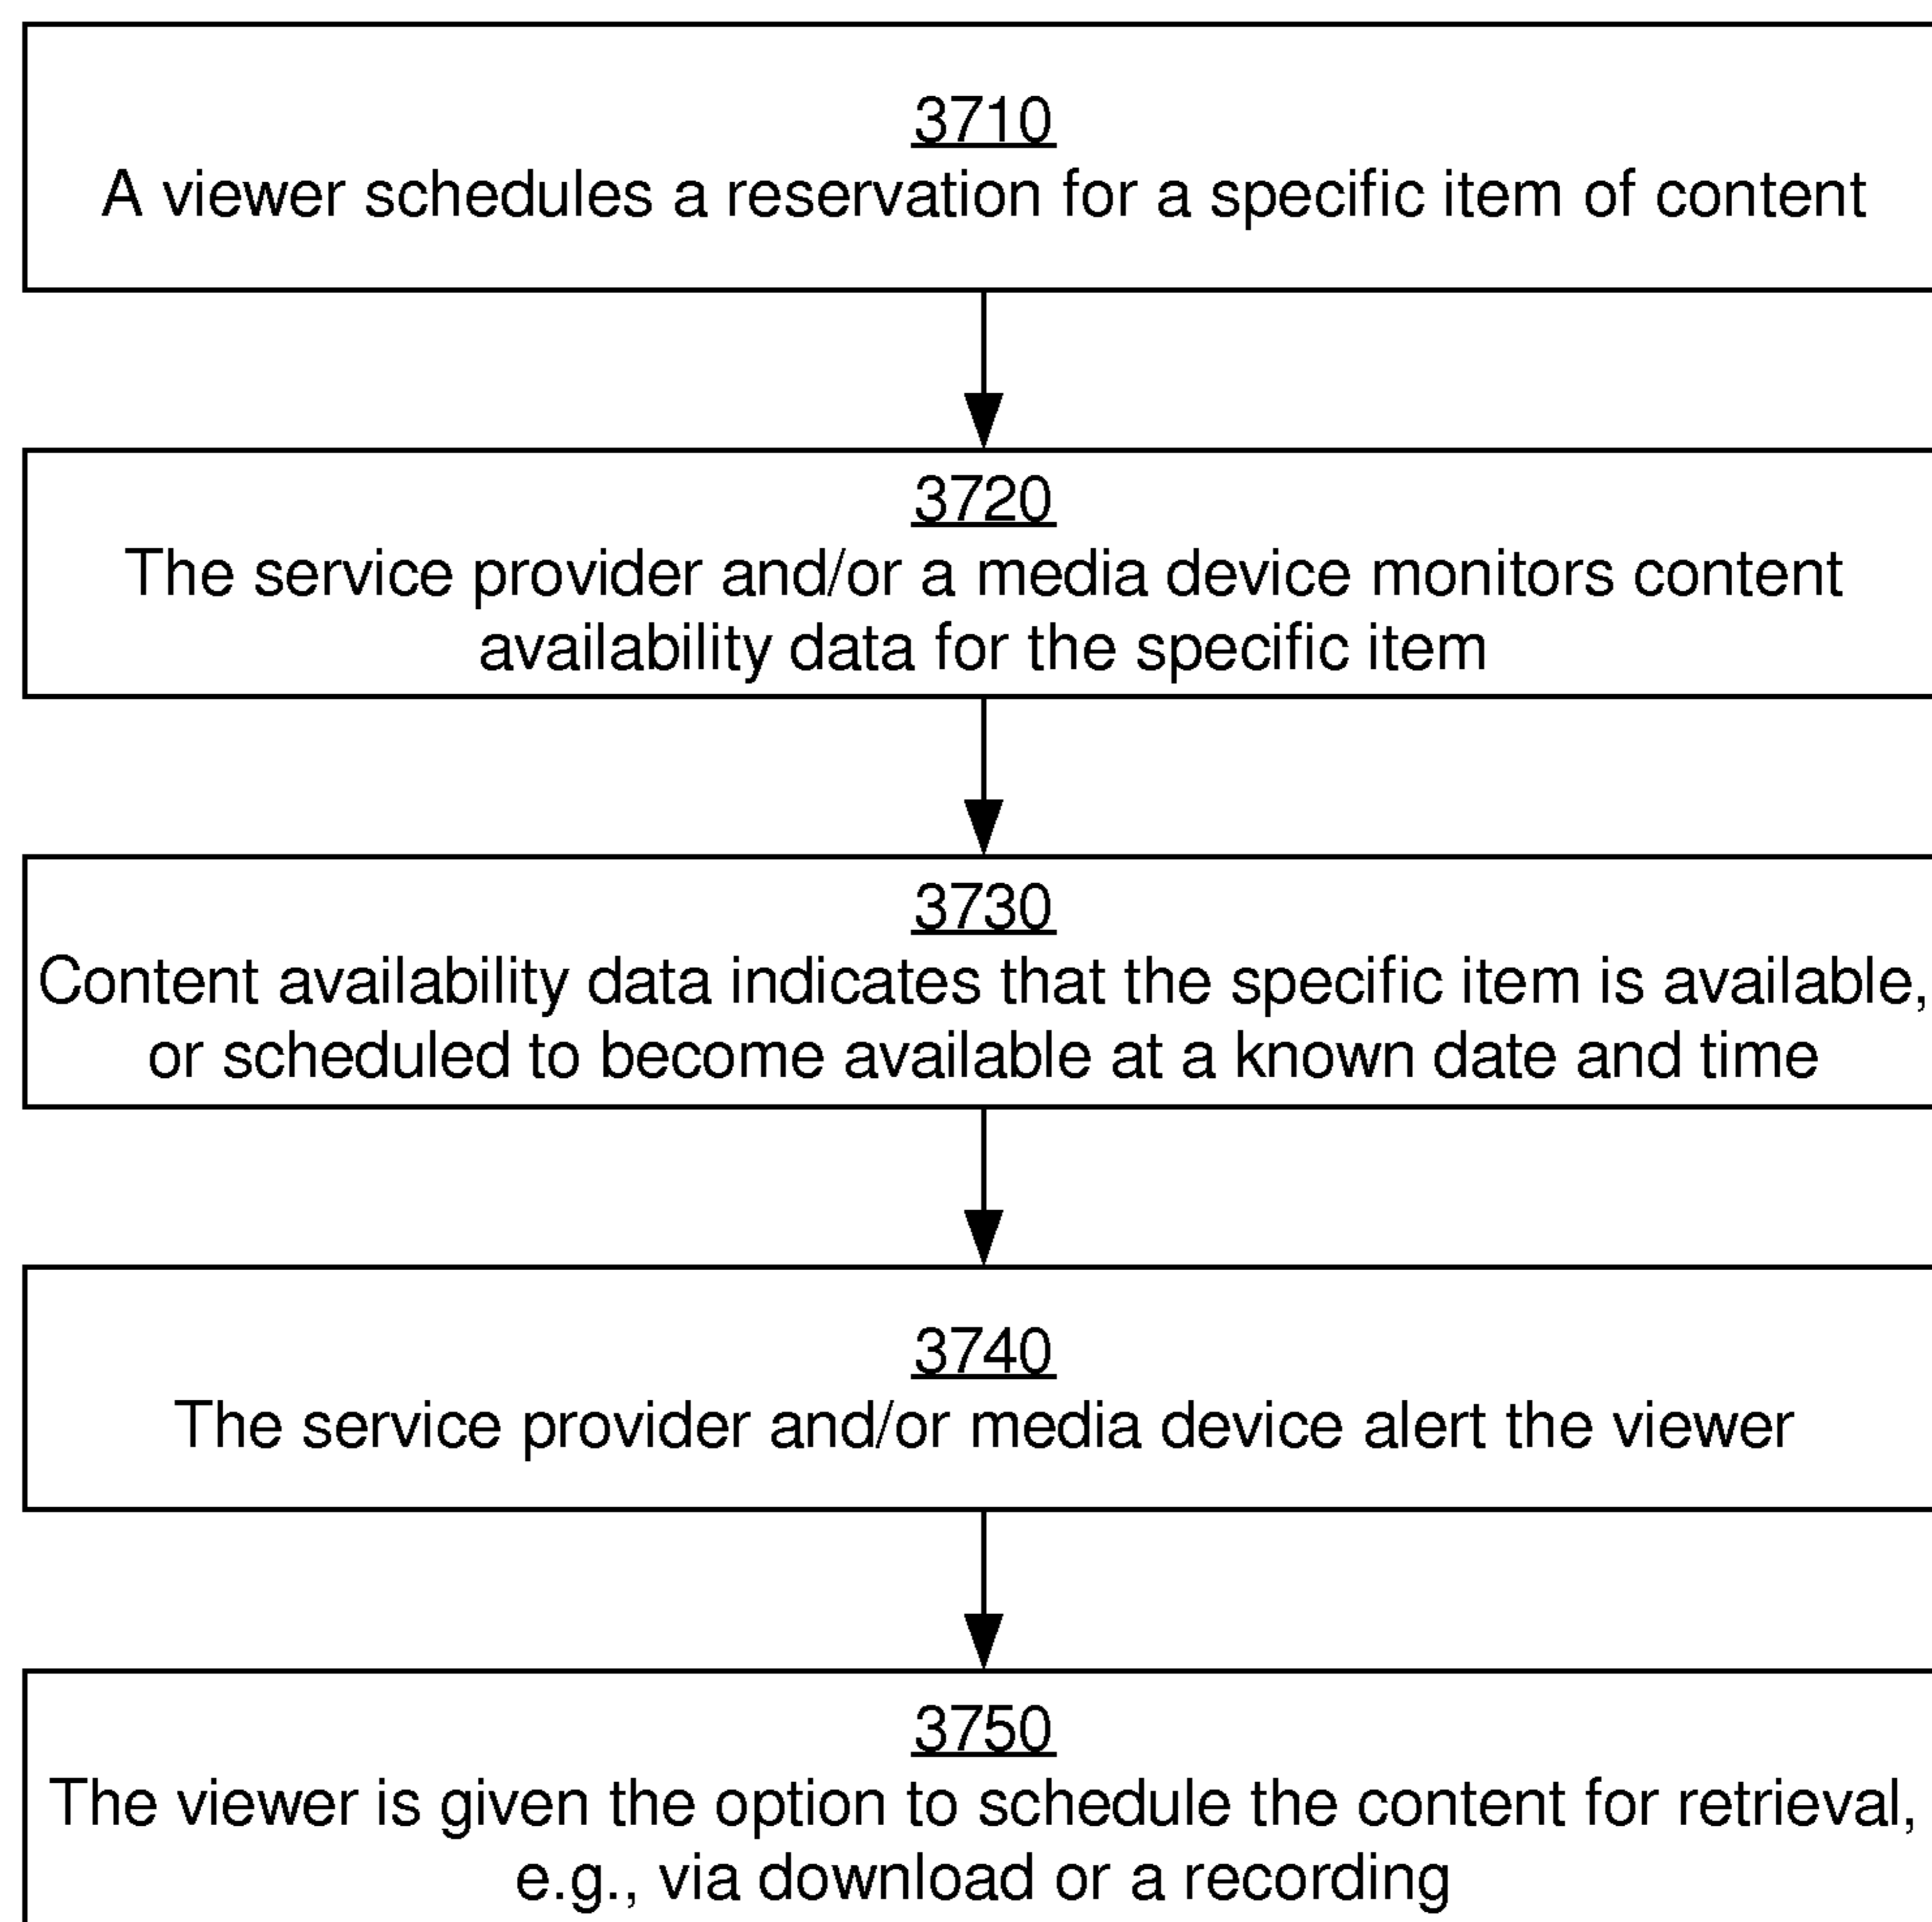 3710
A viewer schedules a reservation for a specific item of content
3720
The service provider and/or a media device monitors content
availability data for the specific item
3730
Content availability data indicates that the specific item is available,
or scheduled to become available at a known date and time
3740
The service provider and/or media device alert the viewer
3750
The viewer is given the option to schedule the content for retrieval,
e.g., via download or a recording